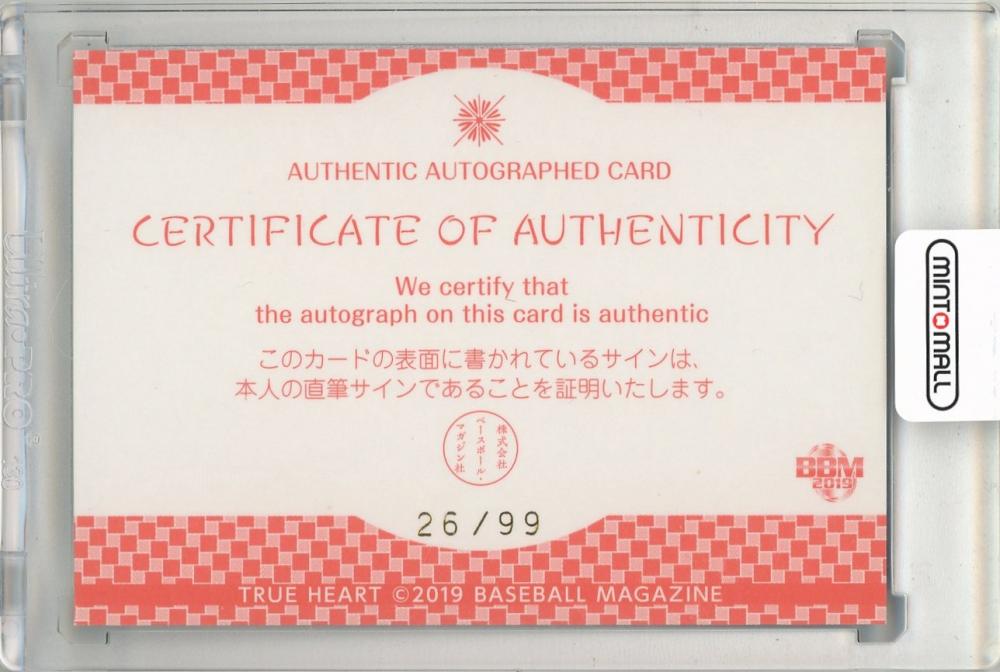 AUTHENTIC AUTOGRAPHED CARD
CERTIFICATE OF AUTHENTICITY
We certify that
the autograph on this card is authentic
このカードの表面に書かれているサインは、
本人の直筆サインであることを証明いたします。
株式会社
ベースボール・
マガジン社
BBM
2019
26/99
TRUE HEART ©2019 BASEBALL MAGAZINE
MINTOMALL
Ultra·PRO®